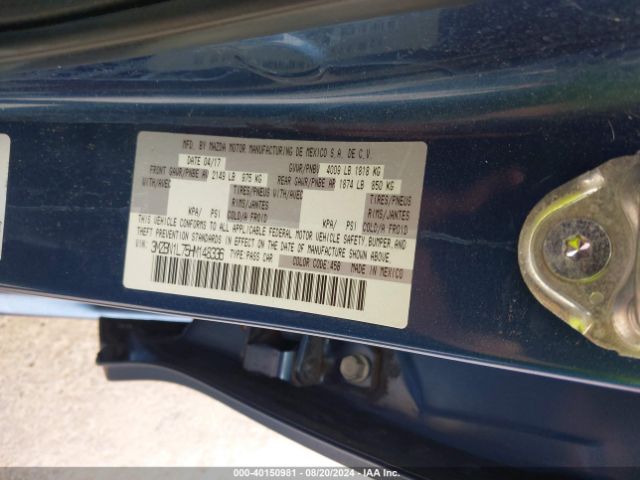 MFD. BY MAZDA MOTOR MANUFACTURING DE MEXICO S.A. DE C.V.
DATE 04/17 GVWR/PNBV 4009 LB 1818 KG
FRONT GAWR/PNBE AV 2149 LB 975 KG REAR GAWR/PNBE AR 1874 LB 850 KG
WITH/AVEC TIRES/PNEUS WITH/AVEC TIRES/PNEUS
RIMS/JANTES RIMS/JANTES
KPA/ PSI COLD/A FROID KPA/ PSI COLD/A FROID
THIS VEHICLE CONFORMS TO ALL APPLICABLE FEDERAL MOTOR VEHICLE SAFETY, BUMPER, AND
THEFT PREVENTION STANDARDS IN EFFECT ON THE DATE OF MANUFACTURE SHOWN ABOVE.
VIN: 3MZBN1L75HM148336 TYPE:PASS CAR COLOR CODE:45B MADE IN MEXICO
000-40150981 - 08/20/2024 - IAA Inc.